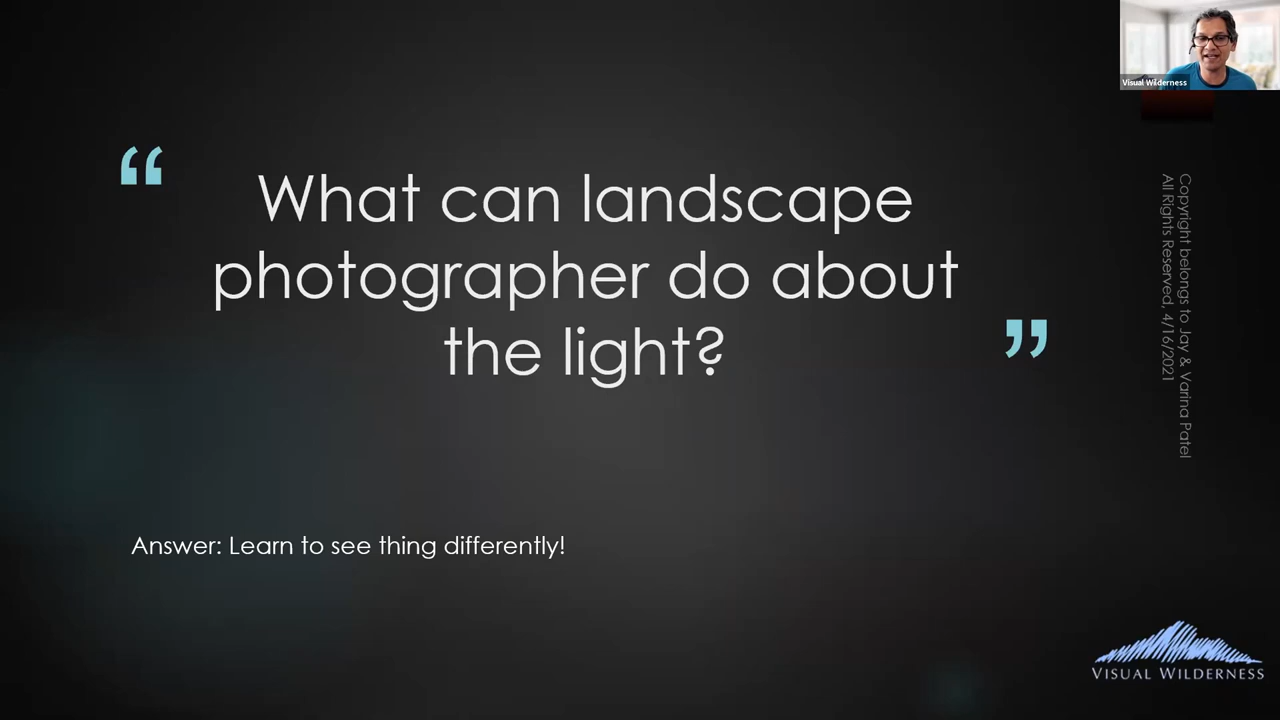 “
What can landscape
photographer do about
the light?
”
Answer: Learn to see thing differently!
Visual Wilderness
Copyright belongs to Jay & Varina Patel
All Rights Reserved, 4/16/2021
VISUAL WILDERNESS